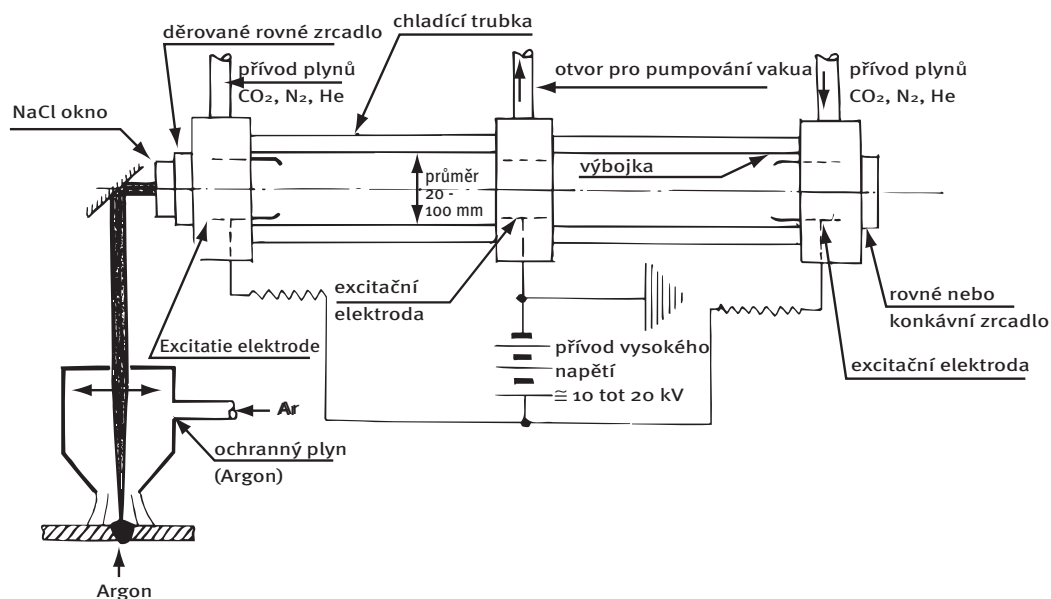 chladící trubka
děrované rovné zrcadlo
přívod plynů
CO₂, N₂, He
otvor pro pumpování vakua
přívod plynů
CO₂, N₂, He
NaCl okno
výbojka
průměr
20 -
100 mm
excitační
elektroda
rovné nebo
konkávní zrcadlo
Excitatie elektrode
přívod vysokého
napětí
≅ 10 tot 20 kV
excitační elektroda
Ar
ochranný plyn
(Argon)
Argon